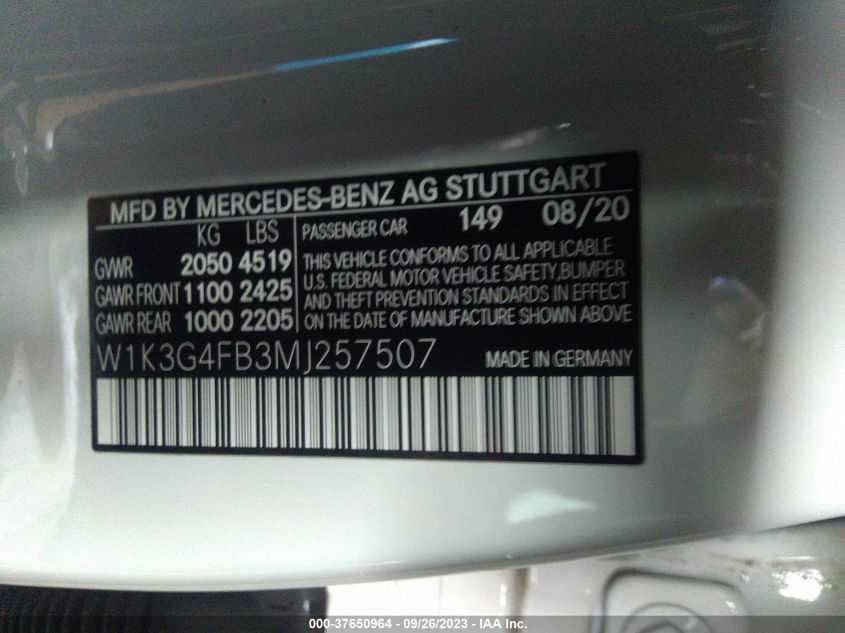 MFD BY MERCEDES-BENZ AG STUTTGART
KG LBS
GVWR 2050 4519
GAWR FRONT 1100 2425
GAWR REAR 1000 2205
PASSENGER CAR 149 08/20
THIS VEHICLE CONFORMS TO ALL APPLICABLE
U.S. FEDERAL MOTOR VEHICLE SAFETY,BUMPER
AND THEFT PREVENTION STANDARDS IN EFFECT
ON THE DATE OF MANUFACTURE SHOWN ABOVE
W1K3G4FB3MJ257507 MADE BY GERMANY
000-37650964 - 09/26/2023 - IAA Inc.